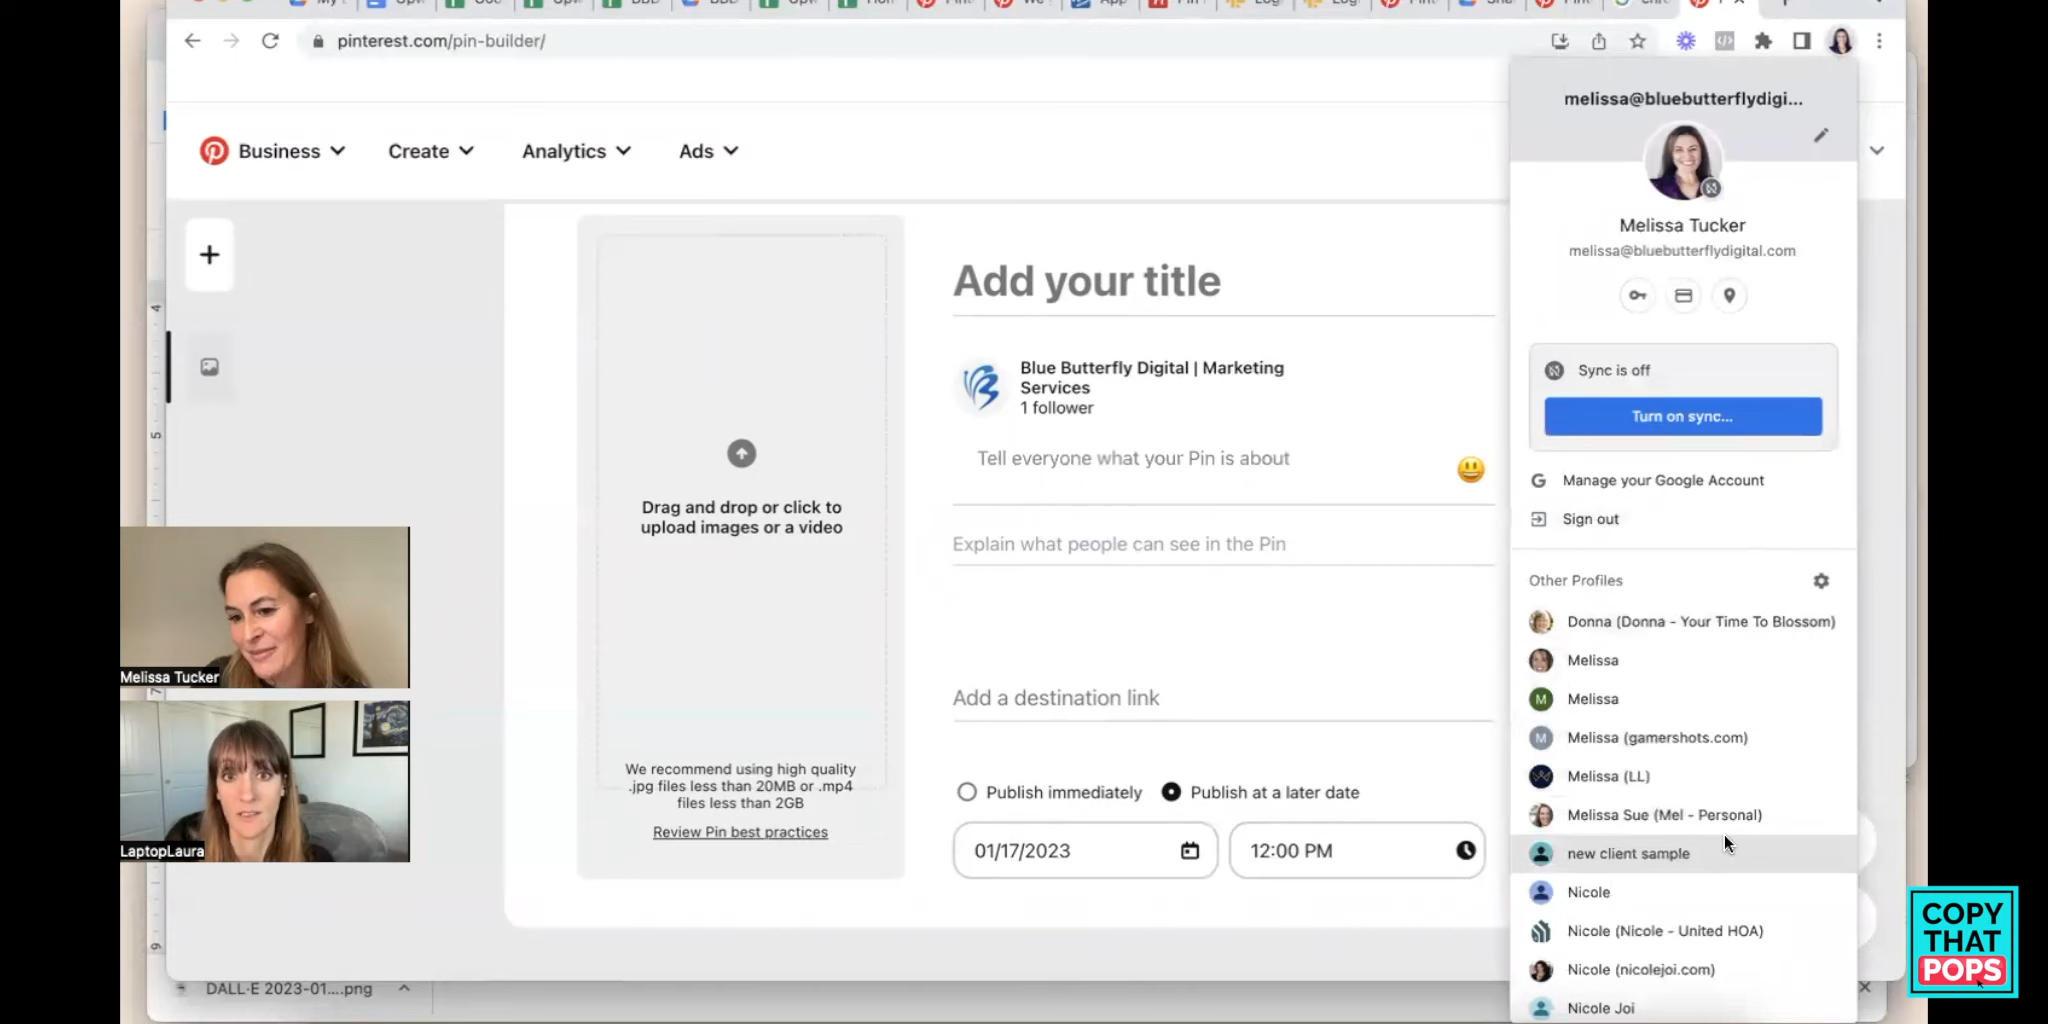 pinterest.com/pin-builder/
Business
Create
Analytics
Ads
Add your title
Blue Butterfly Digital | Marketing
Services
1 follower
Tell everyone what your Pin is about
Explain what people can see in the Pin
Add a destination link
Publish immediately
Publish at a later date
01/17/2023
12:00 PM
Drag and drop or click to
upload images or a video
We recommend using high quality
.jpg files less than 20MB or .mp4
files less than 2GB
Review Pin best practices
melissa@bluebutterflydigi...
Melissa Tucker
melissa@bluebutterflydigital.com
Sync is off
Turn on sync...
Manage your Google Account
Sign out
Other Profiles
Donna (Donna - Your Time To Blossom)
Melissa
M
Melissa
M
Melissa (gamershots.com)
Melissa (LL)
Melissa Sue (Mel - Personal)
new client sample
Nicole
Nicole (Nicole - United HOA)
Nicole (nicolejoi.com)
Nicole Joi
4
5
7
9
Melissa Tucker
LaptopLaura
DALL·E 2023-01....png
COPY
THAT
POPS